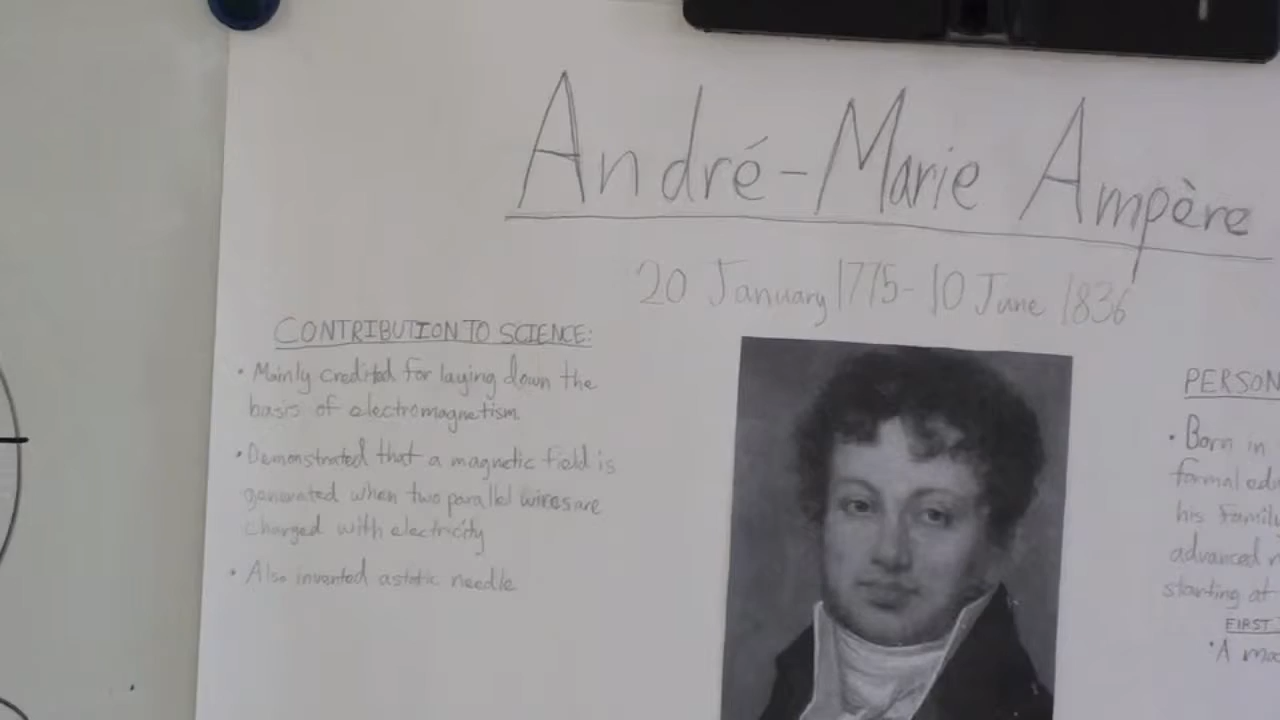 André-Marie Ampère
20 January 1775-10 June 1836
CONTRIBUTION TO SCIENCE:
• Mainly credited for laying down the
basis of electromagnetism.
• Demonstrated that a magnetic field is
generated when two parallel wires are
charged with electricity
• Also invented astatic needle
PERSON
• Born in
formal edu
his family
advanced
starting at
FIRST
• A